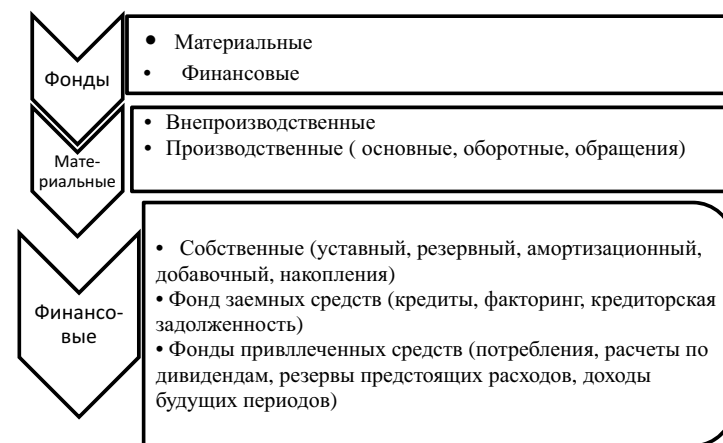 Фонды
• Материальные
• Финансовые
Мате-
риальные
• Внепроизводственные
• Производственные ( основные, оборотные, обращения)
Финансо-
вые
• Собственные (уставный, резервный, амортизационный,
добавочный, накопления)
• Фонд заемных средств (кредиты, факторинг, кредиторская
задолженность)
• Фонды привллеченных средств (потребления, расчеты по
дивидендам, резервы предстоящих расходов, доходы
будущих периодов)